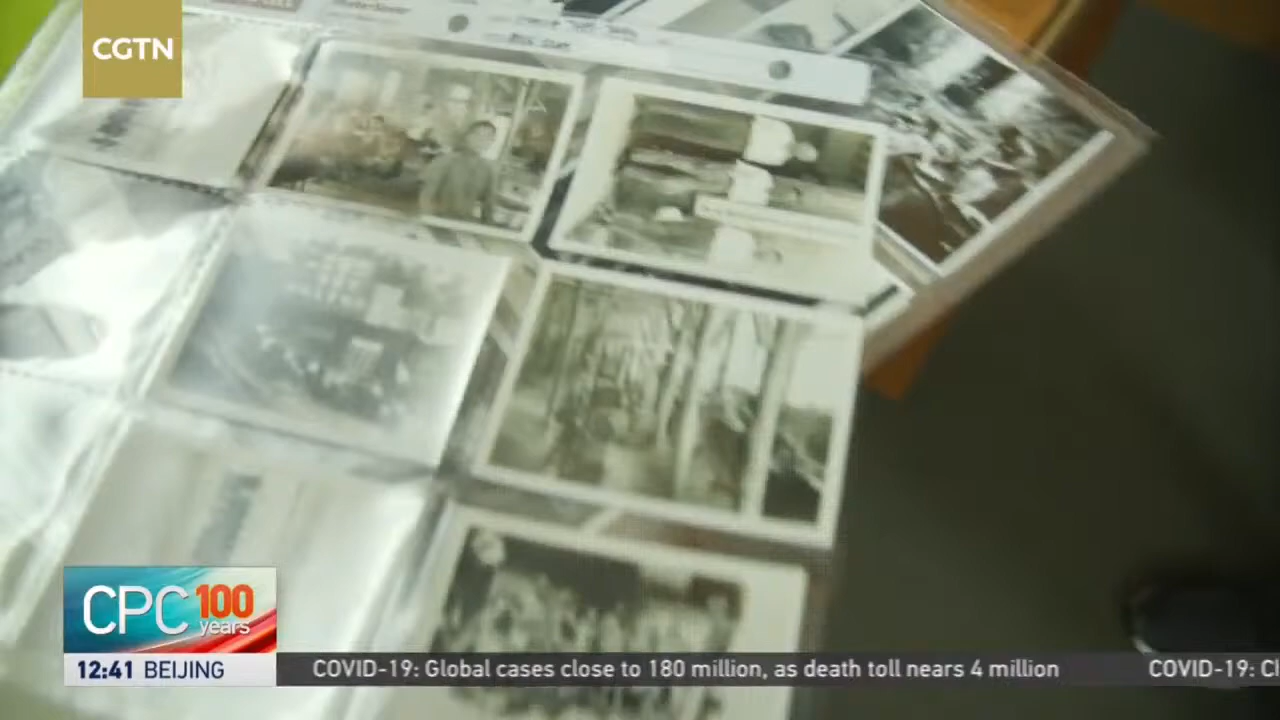 CGTN
CPC 100 years
12:41 BEIJING
COVID-19: Global cases close to 180 million, as death toll nears 4 million
COVID-19: